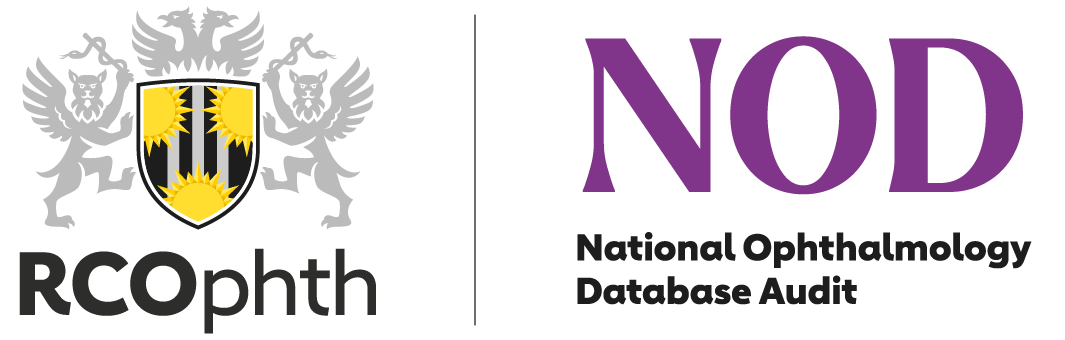 RCOphth
NOD
National Ophthalmology
Database Audit